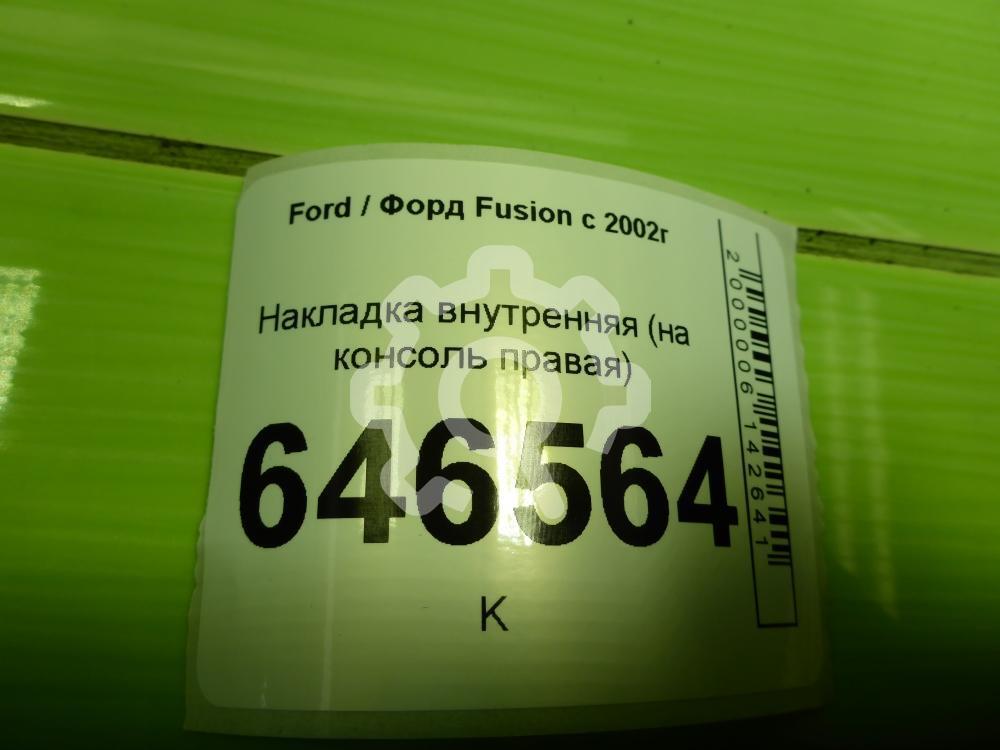 Ford / Форд Fusion с 2002г
Накладка внутренняя (на
консоль правая)
646564
К
2000006142641